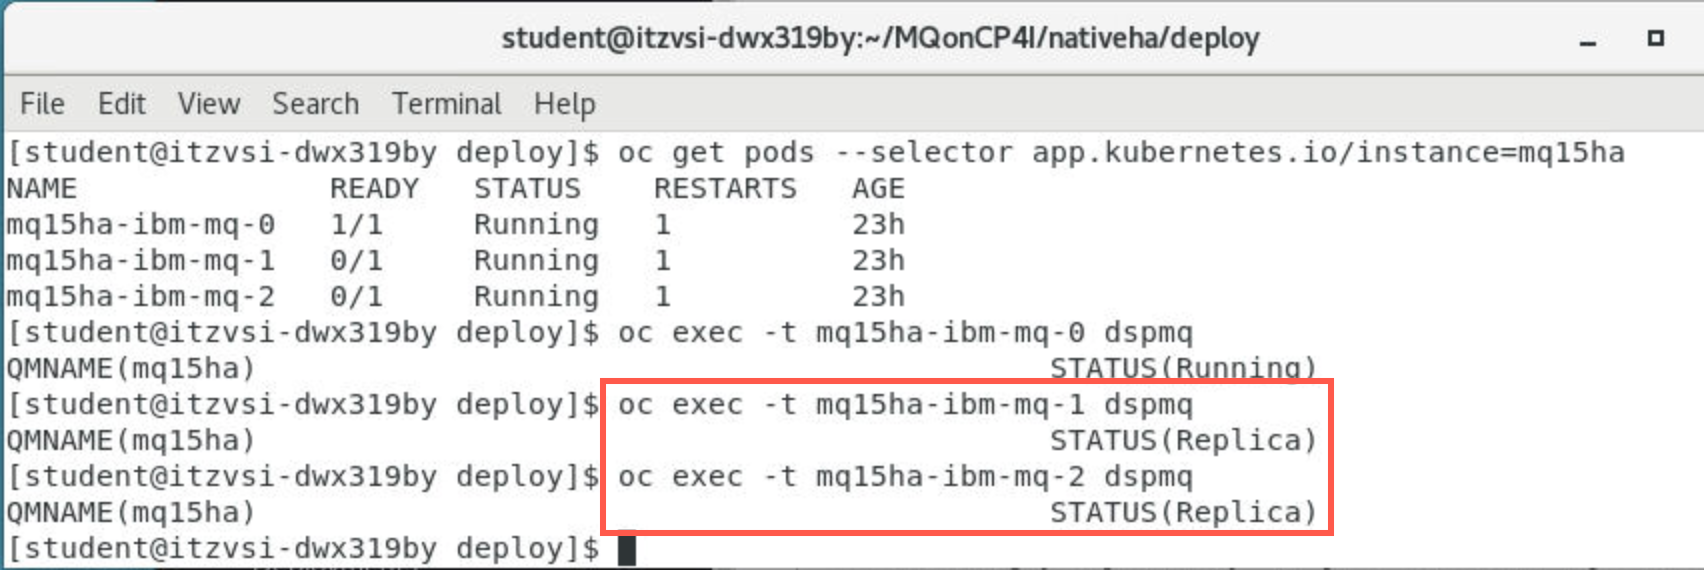 student@itzvsi-dwx319by:~/MQonCP4I/nativeha/deploy
File Edit View Search Terminal Help
[student@itzvsi-dwx319by deploy]$ oc get pods --selector app.kubernetes.io/instance=mq15ha
NAME READY STATUS RESTARTS AGE
mq15ha-ibm-mq-0 1/1 Running 1 23h
mq15ha-ibm-mq-1 0/1 Running 1 23h
mq15ha-ibm-mq-2 0/1 Running 1 23h
[student@itzvsi-dwx319by deploy]$ oc exec -t mq15ha-ibm-mq-0 dspmq
QMNAME(mq15ha) STATUS(Running)
[student@itzvsi-dwx319by deploy]$ oc exec -t mq15ha-ibm-mq-1 dspmq
QMNAME(mq15ha) STATUS(Replica)
[student@itzvsi-dwx319by deploy]$ oc exec -t mq15ha-ibm-mq-2 dspmq
QMNAME(mq15ha) STATUS(Replica)
[student@itzvsi-dwx319by deploy]$